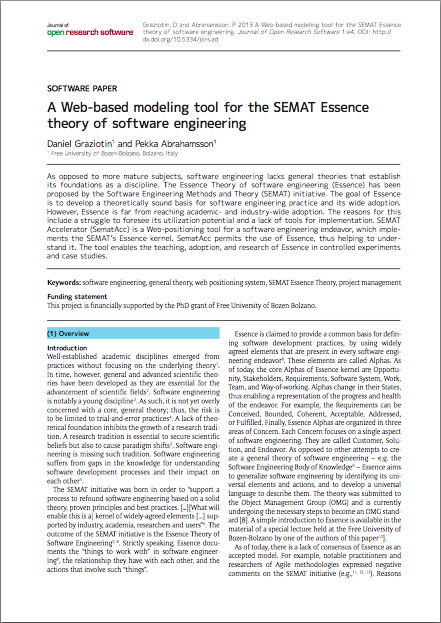 Journal of
open research software
Graziotin, D and Abrahamsson, P 2013 A Web-based modeling tool for the SEMAT Essence
theory of software engineering. Journal of Open Research Software 1:e4, DOI: http://
dx.doi.org/10.5334/jors.ad
SOFTWARE PAPER
A Web-based modeling tool for the SEMAT Essence
theory of software engineering
Daniel Graziotin¹ and Pekka Abrahamsson¹
¹ Free University of Bozen-Bolzano, Bolzano, Italy
As opposed to more mature subjects, software engineering lacks general theories that establish
its foundations as a discipline. The Essence Theory of software engineering (Essence) has been
proposed by the Software Engineering Methods and Theory (SEMAT) initiative. The goal of Essence
is to develop a theoretically sound basis for software engineering practice and its wide adoption.
However, Essence is far from reaching academic- and industry-wide adoption. The reasons for this
include a struggle to foresee its utilization potential and a lack of tools for implementation. SEMAT
Accelerator (SematAcc) is a Web-positioning tool for a software engineering endeavor, which imple-
ments the SEMAT's Essence kernel. SematAcc permits the use of Essence, thus helping to under-
stand it. The tool enables the teaching, adoption, and research of Essence in controlled experiments
and case studies.
Keywords: software engineering, general theory, web positioning system, SEMAT Essence Theory, project management
Funding statement
This project is financially supported by the PhD grant of Free University of Bozen Bolzano.
(1) Overview
Introduction
Well-established academic disciplines emerged from
practices without focusing on the underlying theory¹.
In time, however, general and advanced scientific theo-
ries have been developed as they are essential for the
advancement of scientific fields². Software engineering
is notably a young discipline³. As such, it is not yet overly
concerned with a core, general theory; thus, the risk is
to be limited to trial-and-error practices⁴. A lack of theo-
retical foundation inhibits the growth of a research tradi-
tion. A research tradition is essential to secure scientific
beliefs but also to cause paradigm shifts⁵. Software engi-
neering is missing such tradition. Software engineering
suffers from gaps in the knowledge for understanding
software development processes and their impact on
each other⁵.
The SEMAT initiative was born in order to "support a
process to refound software engineering based on a solid
theory, proven principles and best practices. [...][What will
enable this is a] kernel of widely-agreed elements [...] sup-
ported by industry, academia, researchers and users"⁶. The
outcome of the SEMAT initiative is the Essence Theory of
Software Engineering. Strictly speaking, Essence docu-
ments the "things to work with" in software engineer-
ing⁸, the relationship they have with each other, and the
actions that involve such "things".
Essence is claimed to provide a common basis for defin-
ing software development practices, by using widely
agreed elements that are present in every software engi-
neering endeavor⁸. These elements are called Alphas. As
of today, the core Alphas of Essence kernel are Opportu-
nity, Stakeholders, Requirements, Software System, Work,
Team, and Way-of-working. Alphas change in their States,
thus enabling a representation of the progress and health
of the endeavor. For example, the Requirements can be
Conceived, Bounded, Coherent, Acceptable, Addressed,
or Fulfilled. Finally, Essence Alphas are organized in three
areas of Concern. Each Concern focuses on a single aspect
of software engineering. They are called Customer, Solu-
tion, and Endeavor. As opposed to other attempts to cre-
ate a general theory of software engineering – e.g. the
Software Engineering Body of Knowledge⁹ – Essence aims
to generalize software engineering by identifying its uni-
versal elements and actions, and to develop a universal
language to describe them. The theory was submitted to
the Object Management Group (OMG) and is currently
undergoing the necessary steps to become an OMG stand-
ard [8]. A simple introduction to Essence is available in the
material of a special lecture held at the Free University of
Bozen-Bolzano by one of the authors of this paper¹⁰].
As of today, there is a lack of consensus of Essence as an
accepted model. For example, notable practitioners and
researchers of Agile methodologies expressed negative
comments on the SEMAT initiative (e.g.,¹¹, ¹², ¹³). Reasons